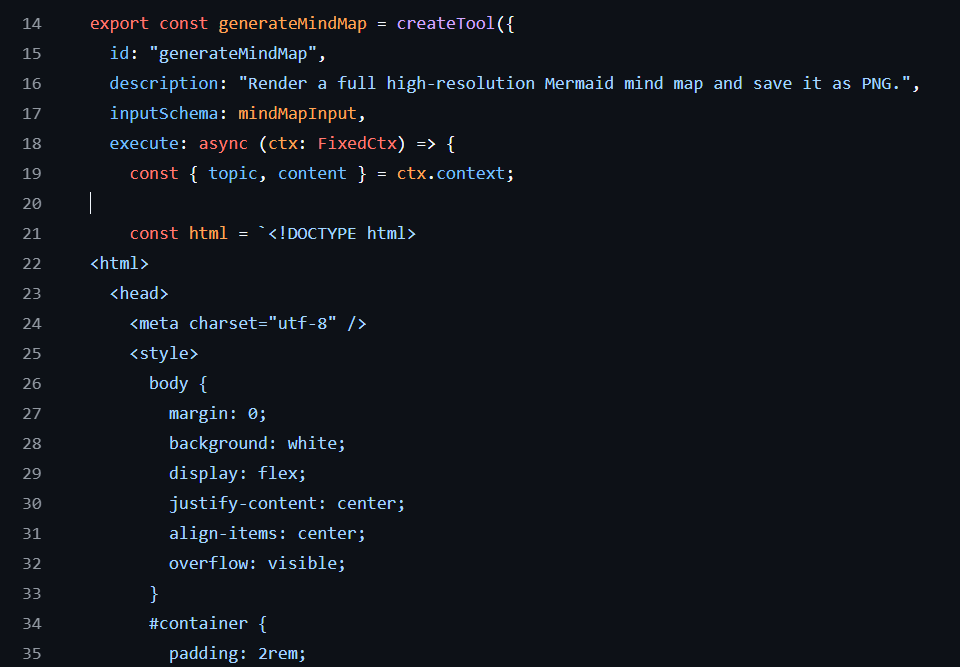 14 export const generateMindMap = createTool({
15 id: "generateMindMap",
16 description: "Render a full high-resolution Mermaid mind map and save it as PNG.",
17 inputSchema: mindMapInput,
18 execute: async (ctx: FixedCtx) => {
19 const { topic, content } = ctx.context;
20
21 const html = `<!DOCTYPE html>
22 <html>
23 <head>
24 <meta charset="utf-8" />
25 <style>
26 body {
27 margin: 0;
28 background: white;
29 display: flex;
30 justify-content: center;
31 align-items: center;
32 overflow: visible;
33 }
34 #container {
35 padding: 2rem;